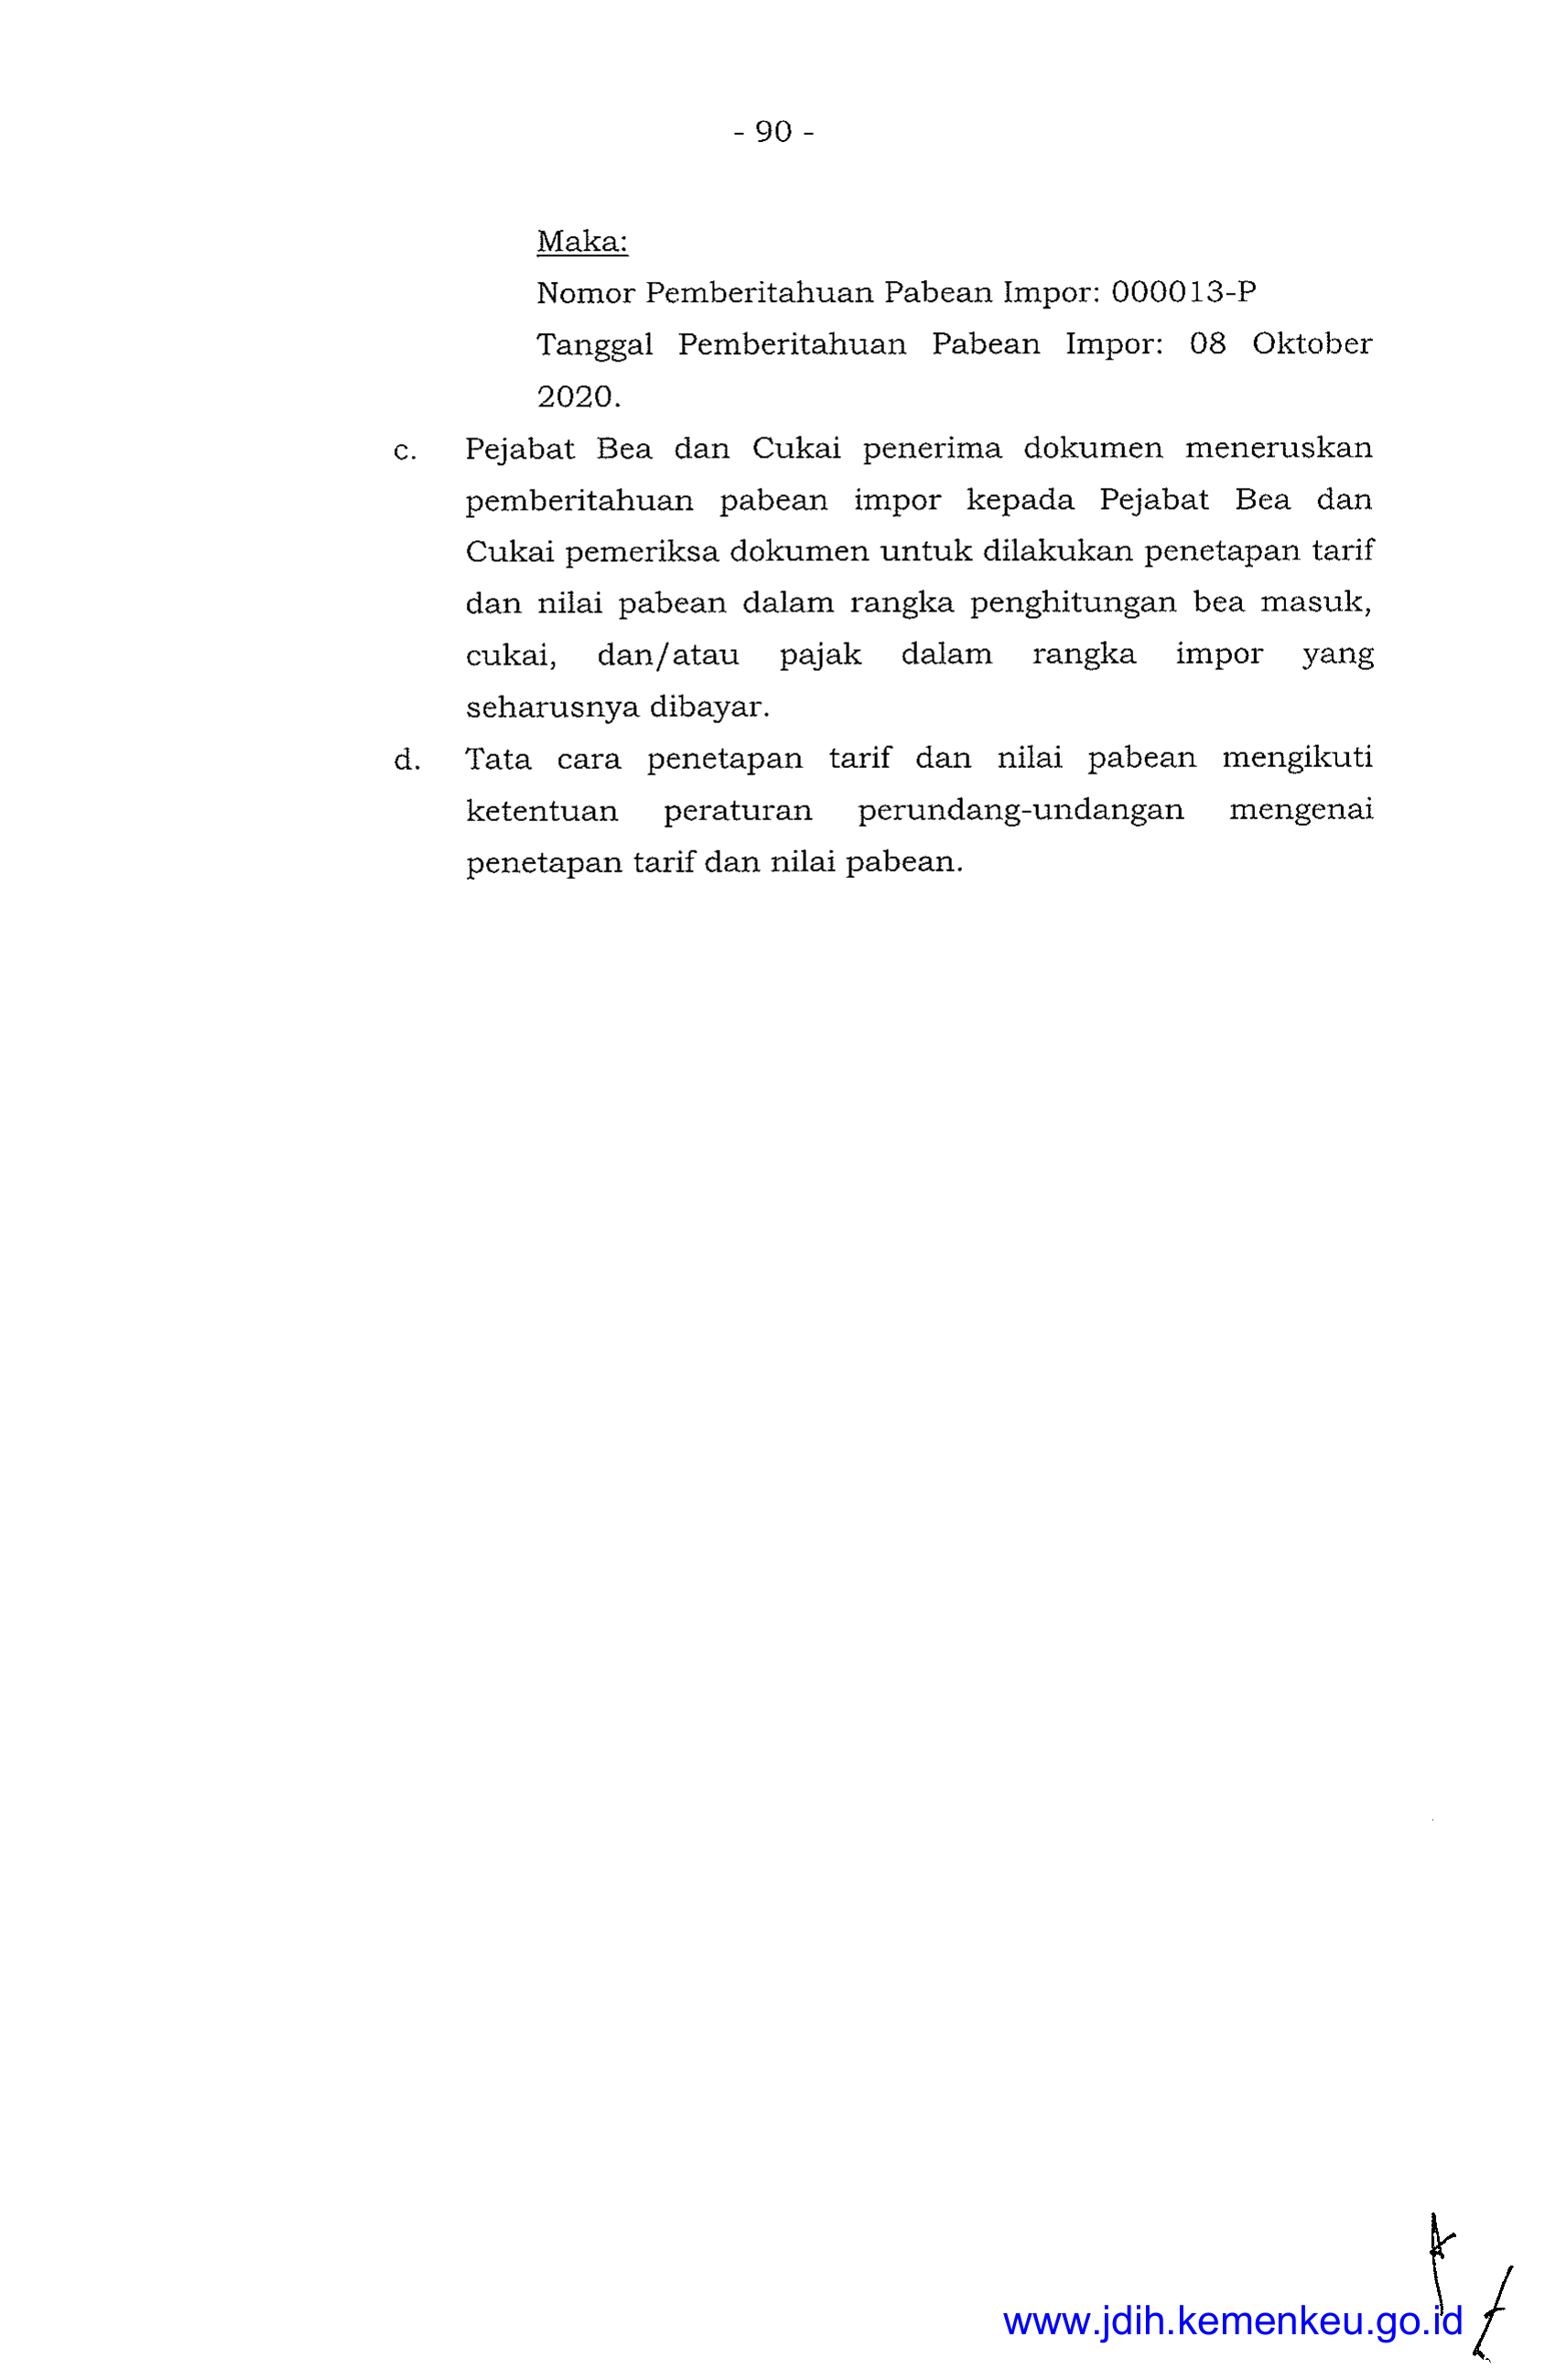 - 90 -
Maka:
Nomor Pemberitahuan Pabean Impor: 000013-P
Tanggal Pemberitahuan Pabean Impor: 08 Oktober
2020.
c. Pejabat Bea dan Cukai penerima dokumen meneruskan
pemberitahuan pabean impor kepada Pejabat Bea dan
Cukai pemeriksa dokumen untuk dilakukan penetapan tarif
dan nilai pabean dalam rangka penghitungan bea masuk,
cukai, dan/atau pajak dalam rangka impor yang
seharusnya dibayar.
d. Tata cara penetapan tarif dan nilai pabean mengikuti
ketentuan peraturan perundang-undangan mengenai
penetapan tarif dan nilai pabean.
www.jdih.kemenkeu.go.id